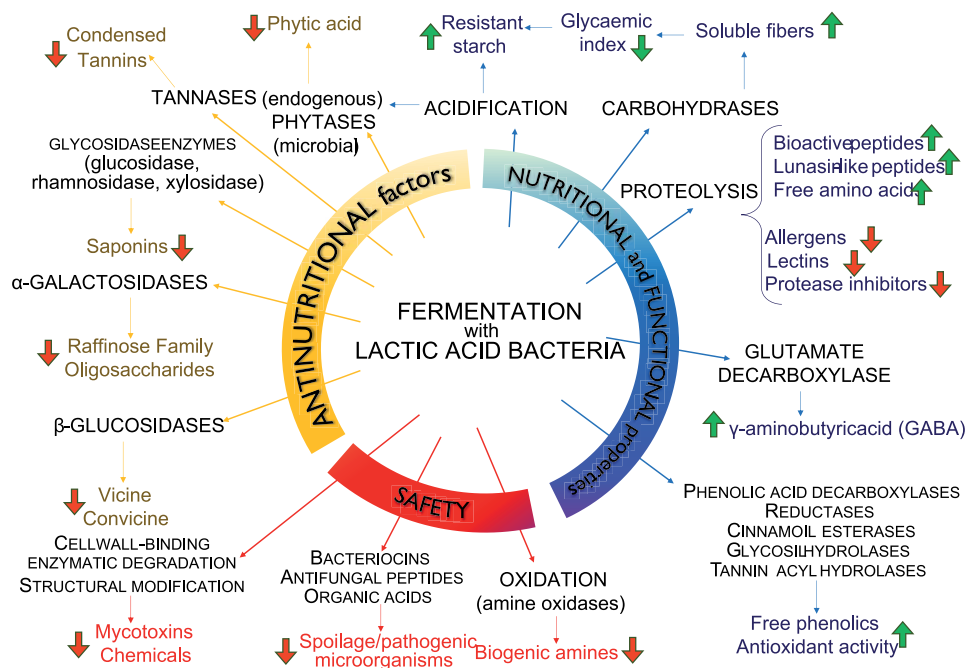 Condensed
Tannins
Phytic acid
Resistant
starch
Glycaemic
index
Soluble fibers
TANNASES
(endogenous)
PHYTASES
(microbial)
ACIDIFICATION
CARBOHYDRASES
GLYCOSIDASEENZYMES
(glucosidase,
rhamnosidase, xylosidase)
Saponins
α-GALACTOSIDASES
Raffinose Family
Oligosaccharides
β-GLUCOSIDASES
Vicine
Convicine
ANTINUTRITIONAL factors
NUTRITIONAL and FUNCTIONAL properties
SAFETY
FERMENTATION
with
LACTIC ACID BACTERIA
PROTEOLYSIS
Bioactivepeptides
Lunasin-like peptides
Free amino acids
Allergens
Lectins
Protease inhibitors
GLUTAMATE
DECARBOXYLASE
γ-aminobutyricacid (GABA)
PHENOLIC ACID DECARBOXYLASES
REDUCTASES
CINNAMOIL ESTERASES
GLYCOSILHYDROLASES
TANNIN ACYL HYDROLASES
Free phenolics
Antioxidant activity
CELLWALL-BINDING
ENZYMATIC DEGRADATION
STRUCTURAL MODIFICATION
Mycotoxins
Chemicals
BACTERIOCINS
ANTIFUNGAL PEPTIDES
ORGANIC ACIDS
Spoilage/pathogenic
microorganisms
OXIDATION
(amine oxidases)
Biogenic amines